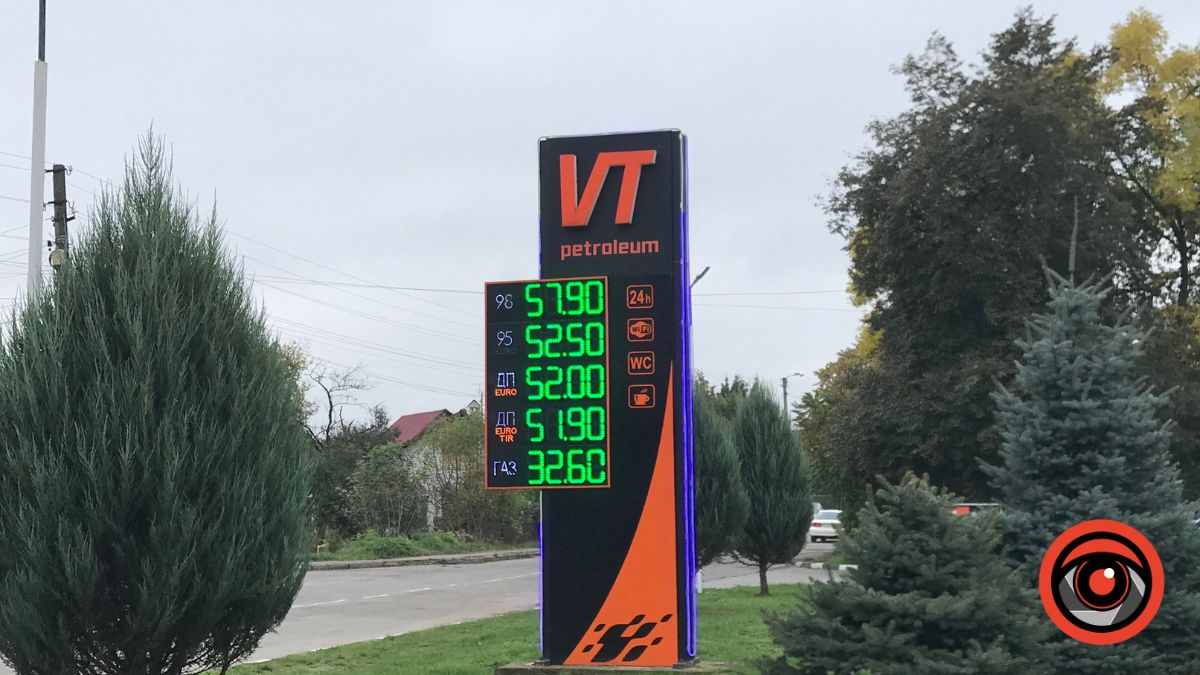 VT
petroleum
98 57.90
95 52.50
EURO
ДП 52.00
EURO
ДП 51.90
EURO
TIR
ГАЗ 32.60
24h
WiFi
WC